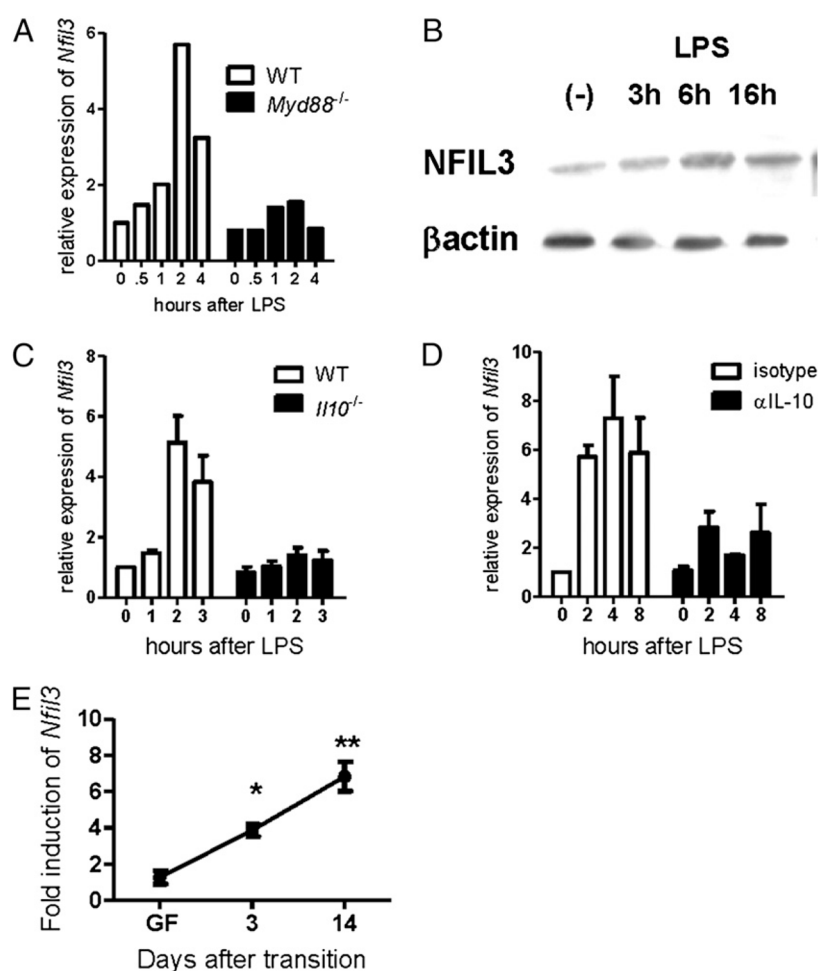 A
relative expression of Nfil3
6
4
2
0
WT
Myd88-/-
0 .5 1 2 4 0 .5 1 2 4
hours after LPS
B
LPS
(-) 3h 6h 16h
NFIL3
βactin
C
relative expression of Nfil3
8
6
4
2
0
WT
Il10-/-
0 1 2 3 0 1 2 3
hours after LPS
D
relative expression of Nfil3
10
8
6
4
2
0
isotype
αIL-10
0 2 4 8 0 2 4 8
hours after LPS
E
Fold induction of Nfil3
10
8
6
4
2
0
*
**
GF 3 14
Days after transition